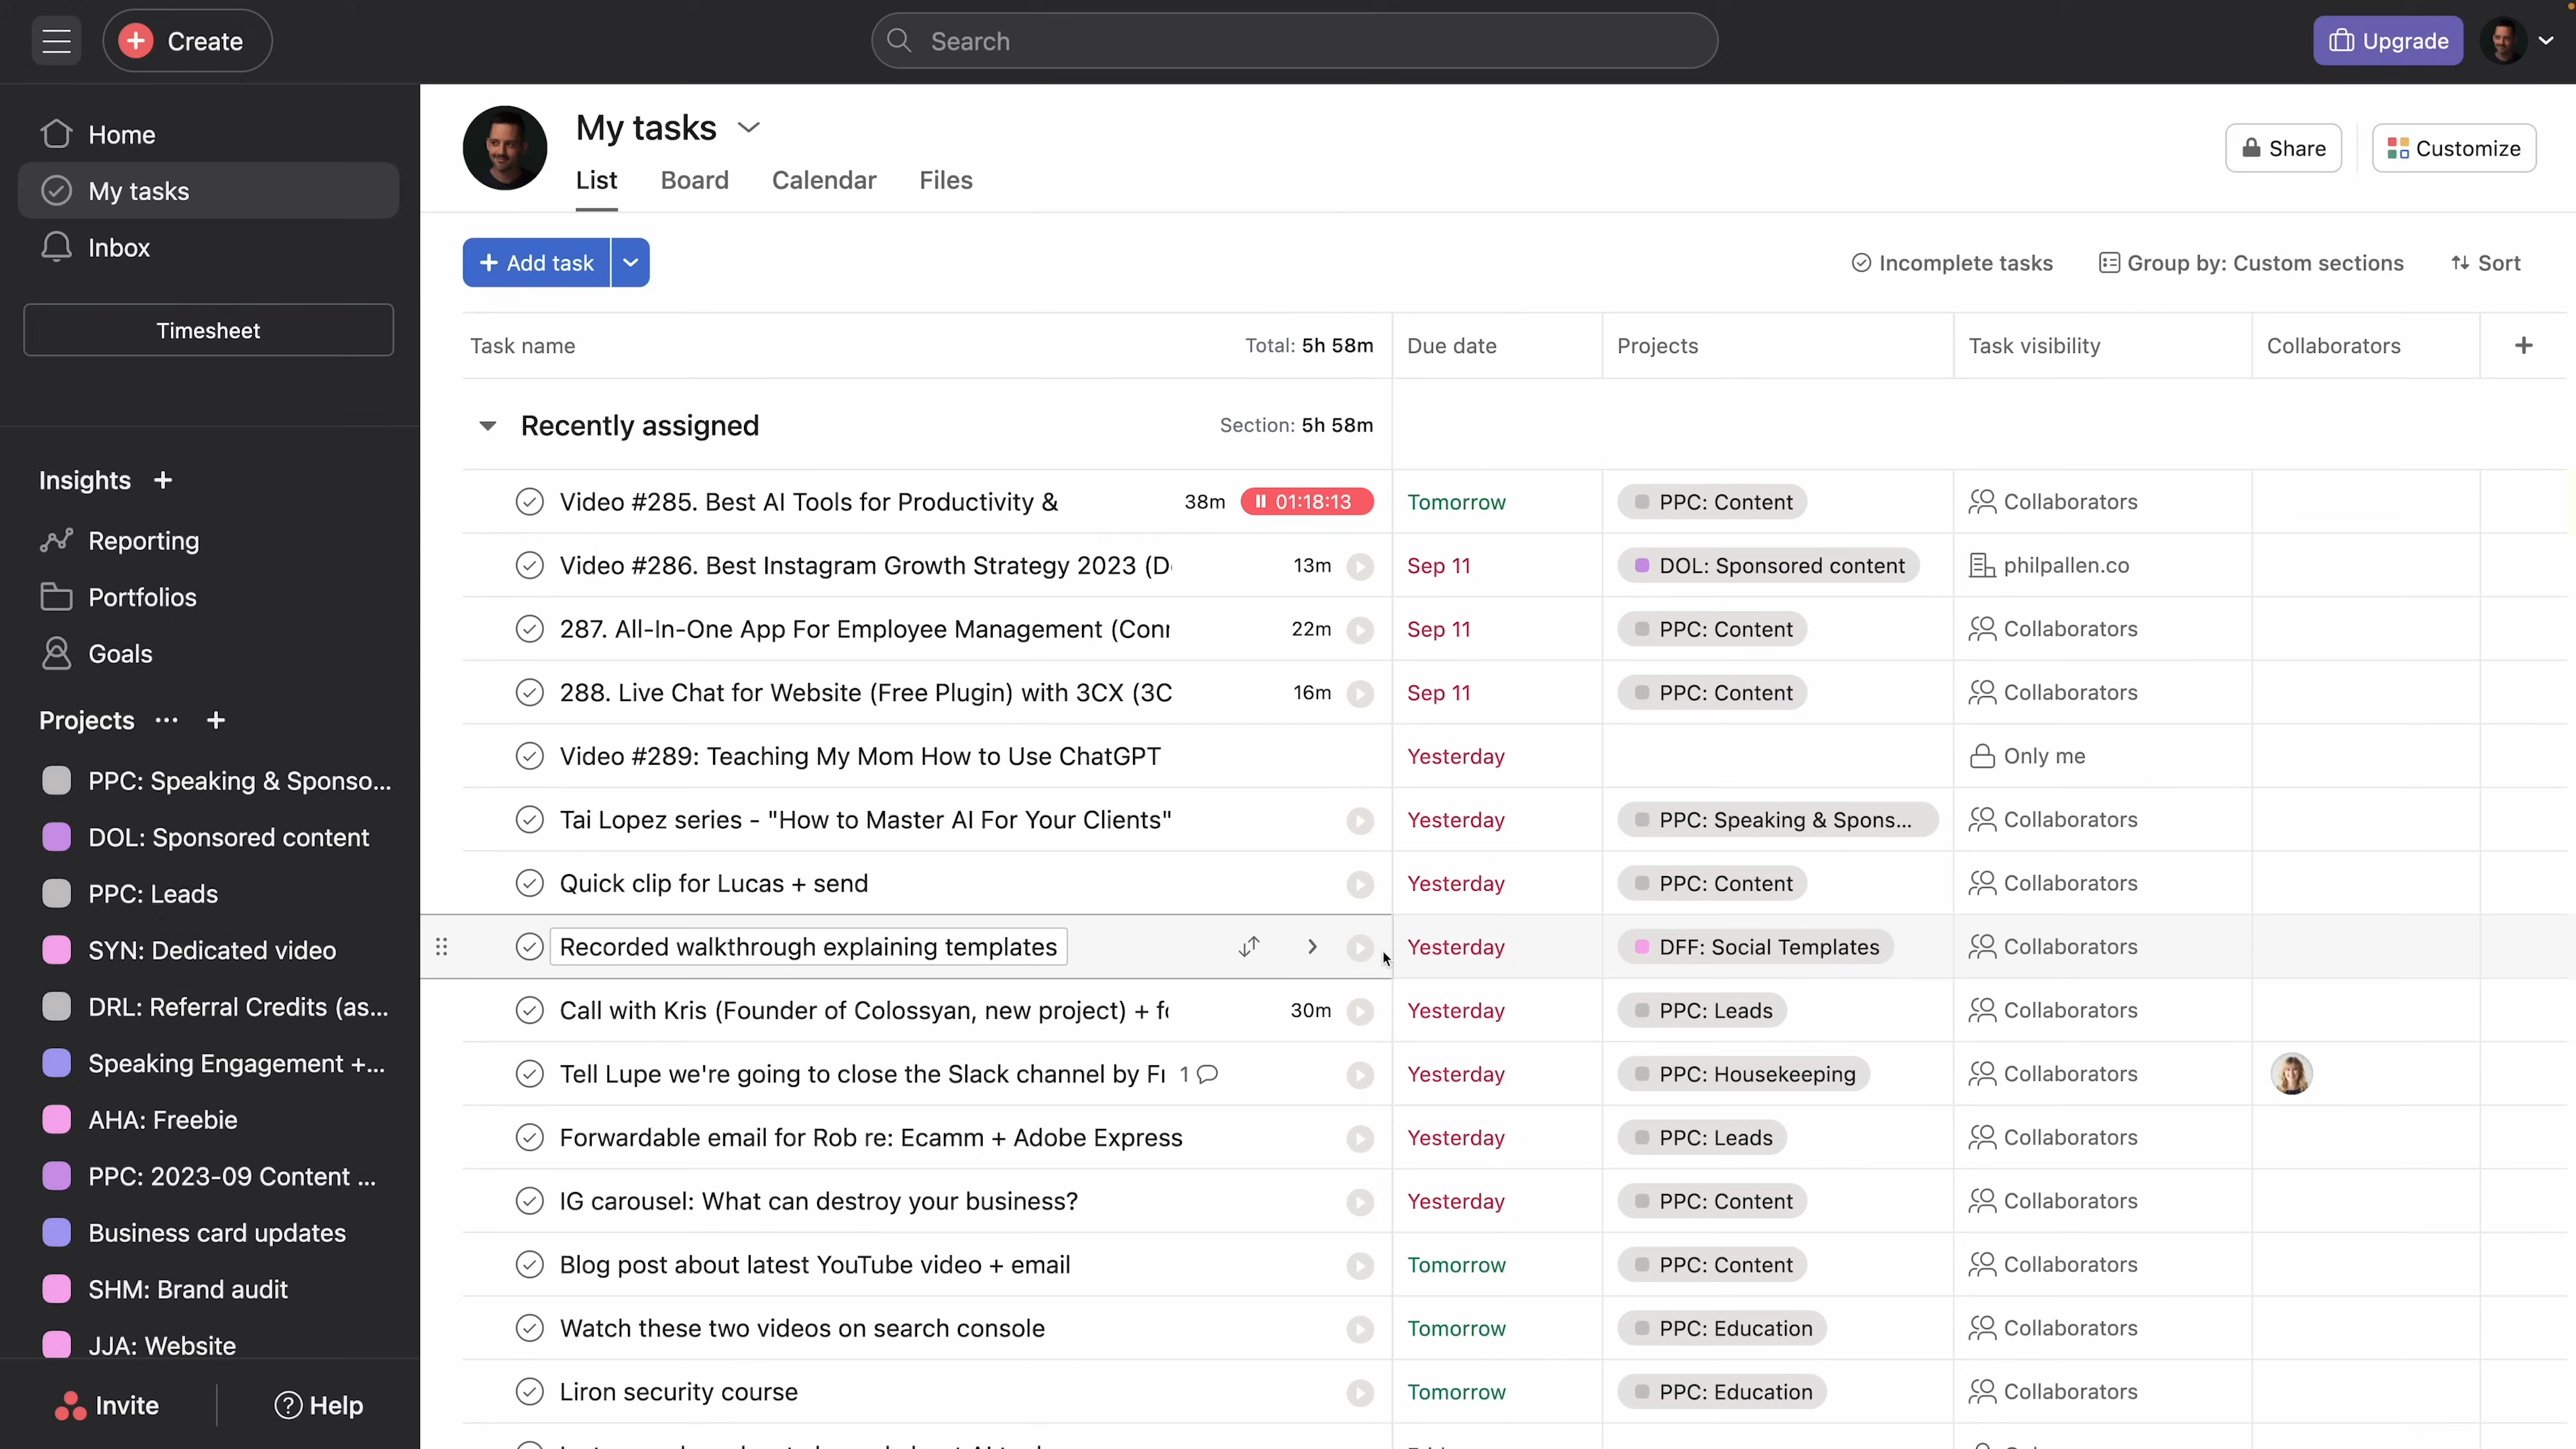 Create
Search
Upgrade
Home
My tasks
Inbox
Timesheet
Insights +
Reporting
Portfolios
Goals
Projects ... +
PPC: Speaking & Sponso...
DOL: Sponsored content
PPC: Leads
SYN: Dedicated video
DRL: Referral Credits (as...
Speaking Engagement +...
AHA: Freebie
PPC: 2023-09 Content ...
Business card updates
SHM: Brand audit
JJA: Website
Invite
? Help
My tasks
List Board Calendar Files
Share Customize
+ Add task
Incomplete tasks Group by: Custom sections Sort
Task name Total: 5h 58m Due date Projects Task visibility Collaborators +
Recently assigned Section: 5h 58m
Video #285. Best AI Tools for Productivity & 38m 01:18:13 Tomorrow PPC: Content Collaborators
Video #286. Best Instagram Growth Strategy 2023 (D 13m Sep 11 DOL: Sponsored content philpallen.co
287. All-In-One App For Employee Management (Con 22m Sep 11 PPC: Content Collaborators
288. Live Chat for Website (Free Plugin) with 3CX (3C 16m Sep 11 PPC: Content Collaborators
Video #289: Teaching My Mom How to Use ChatGPT Yesterday Only me
Tai Lopez series - "How to Master AI For Your Clients" Yesterday PPC: Speaking & Spons... Collaborators
Quick clip for Lucas + send Yesterday PPC: Content Collaborators
Recorded walkthrough explaining templates Yesterday DFF: Social Templates Collaborators
Call with Kris (Founder of Colossyan, new project) + f 30m Yesterday PPC: Leads Collaborators
Tell Lupe we're going to close the Slack channel by Fr 1 Yesterday PPC: Housekeeping Collaborators
Forwardable email for Rob re: Ecamm + Adobe Express Yesterday PPC: Leads Collaborators
IG carousel: What can destroy your business? Yesterday PPC: Content Collaborators
Blog post about latest YouTube video + email Tomorrow PPC: Content Collaborators
Watch these two videos on search console Tomorrow PPC: Education Collaborators
Liron security course Tomorrow PPC: Education Collaborators